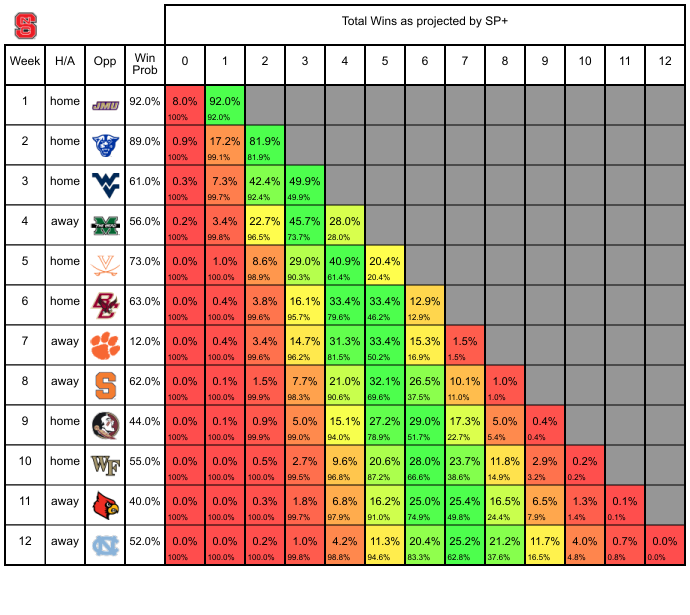 Total Wins as projected by SP+
Week H/A Opp Win Prob 0 1 2 3 4 5 6 7 8 9 10 11 12
1 home JMU 92.0% 8.0% 92.0%
100% 92.0%
2 home 89.0% 0.9% 17.2% 81.9%
100% 99.1% 81.9%
3 home WV 61.0% 0.3% 7.3% 42.4% 49.9%
100% 99.7% 92.4% 49.9%
4 away M 56.0% 0.2% 3.4% 22.7% 45.7% 28.0%
100% 99.8% 96.5% 73.7% 28.0%
5 home V 73.0% 0.0% 1.0% 8.6% 29.0% 40.9% 20.4%
100% 100.0% 98.9% 90.3% 61.4% 20.4%
6 home BC 63.0% 0.0% 0.4% 3.8% 16.1% 33.4% 33.4% 12.9%
100% 100.0% 99.6% 95.7% 79.6% 46.2% 12.9%
7 away 12.0% 0.0% 0.4% 3.4% 14.7% 31.3% 33.4% 15.3% 1.5%
100% 100.0% 99.6% 96.2% 81.5% 50.2% 16.9% 1.5%
8 away S 62.0% 0.0% 0.1% 1.5% 7.7% 21.0% 32.1% 26.5% 10.1% 1.0%
100% 100.0% 99.9% 98.3% 90.6% 69.6% 37.5% 11.0% 1.0%
9 home 44.0% 0.0% 0.1% 0.9% 5.0% 15.1% 27.2% 29.0% 17.3% 5.0% 0.4%
100% 100.0% 99.9% 99.0% 94.0% 78.9% 51.7% 22.7% 5.4% 0.4%
10 home WF 55.0% 0.0% 0.0% 0.5% 2.7% 9.6% 20.6% 28.0% 23.7% 11.8% 2.9% 0.2%
100% 100.0% 100.0% 99.5% 96.8% 87.2% 66.6% 38.6% 14.9% 3.2% 0.2%
11 away 40.0% 0.0% 0.0% 0.3% 1.8% 6.8% 16.2% 25.0% 25.4% 16.5% 6.5% 1.3% 0.1%
100% 100.0% 100.0% 99.7% 97.9% 91.0% 74.9% 49.8% 24.4% 7.9% 1.4% 0.1%
12 away NC 52.0% 0.0% 0.0% 0.2% 1.0% 4.2% 11.3% 20.4% 25.2% 21.2% 11.7% 4.0% 0.7% 0.0%
100% 100.0% 100.0% 99.8% 98.8% 94.6% 83.3% 62.8% 37.6% 16.5% 4.8% 0.8% 0.0%